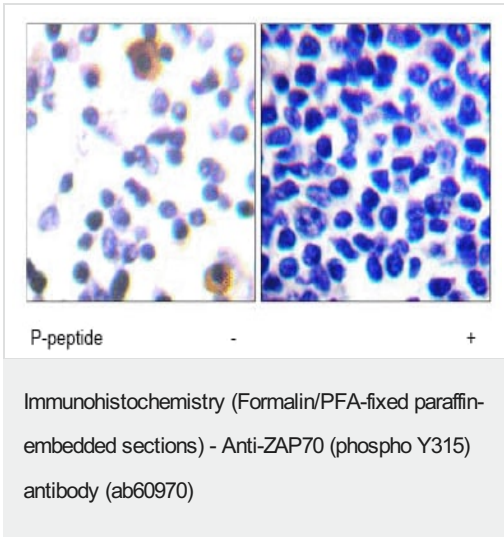 P-peptide - +
Immunohistochemistry (Formalin/PFA-fixed paraffin-
embedded sections) - Anti-ZAP70 (phospho Y315)
antibody (ab60970)